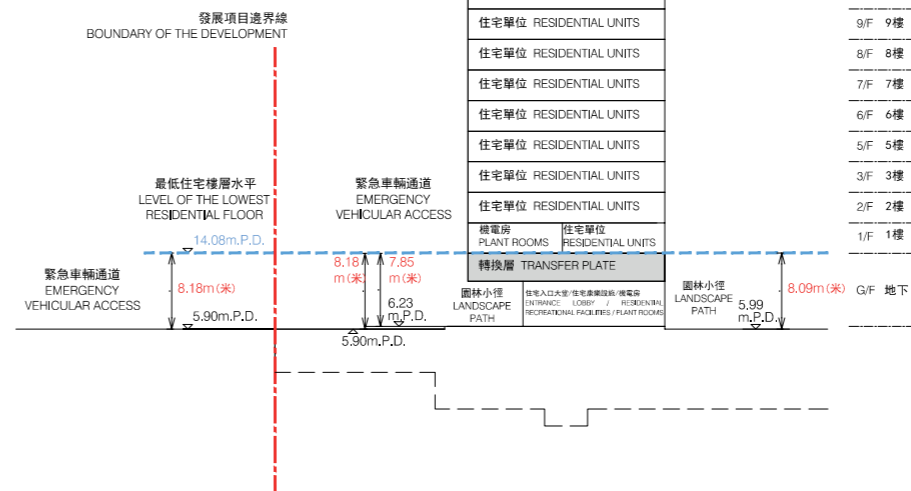 發展項目邊界線
BOUNDARY OF THE DEVELOPMENT
住宅單位 RESIDENTIAL UNITS
9/F 9樓
住宅單位 RESIDENTIAL UNITS
8/F 8樓
住宅單位 RESIDENTIAL UNITS
7/F 7樓
住宅單位 RESIDENTIAL UNITS
6/F 6樓
住宅單位 RESIDENTIAL UNITS
5/F 5樓
住宅單位 RESIDENTIAL UNITS
3/F 3樓
住宅單位 RESIDENTIAL UNITS
2/F 2樓
機電房
PLANT ROOMS
住宅單位
RESIDENTIAL UNITS
1/F 1樓
最低住宅樓層水平
LEVEL OF THE LOWEST
RESIDENTIAL FLOOR
14.08m.P.D.
緊急車輛通道
EMERGENCY
VEHICULAR ACCESS
轉換層 TRANSFER PLATE
緊急車輛通道
EMERGENCY
VEHICULAR ACCESS
8.18m(米)
5.90m.P.D.
8.18
m(米)
7.85
m(米)
6.23
m.P.D.
5.90m.P.D.
園林小徑
LANDSCAPE
PATH
住宅入口大堂/住宅康樂設施/機電房
ENTRANCE LOBBY / RESIDENTIAL
RECREATIONAL FACILITIES / PLANT ROOMS
園林小徑
LANDSCAPE
PATH
5.99
m.P.D.
8.09m(米)
G/F 地下